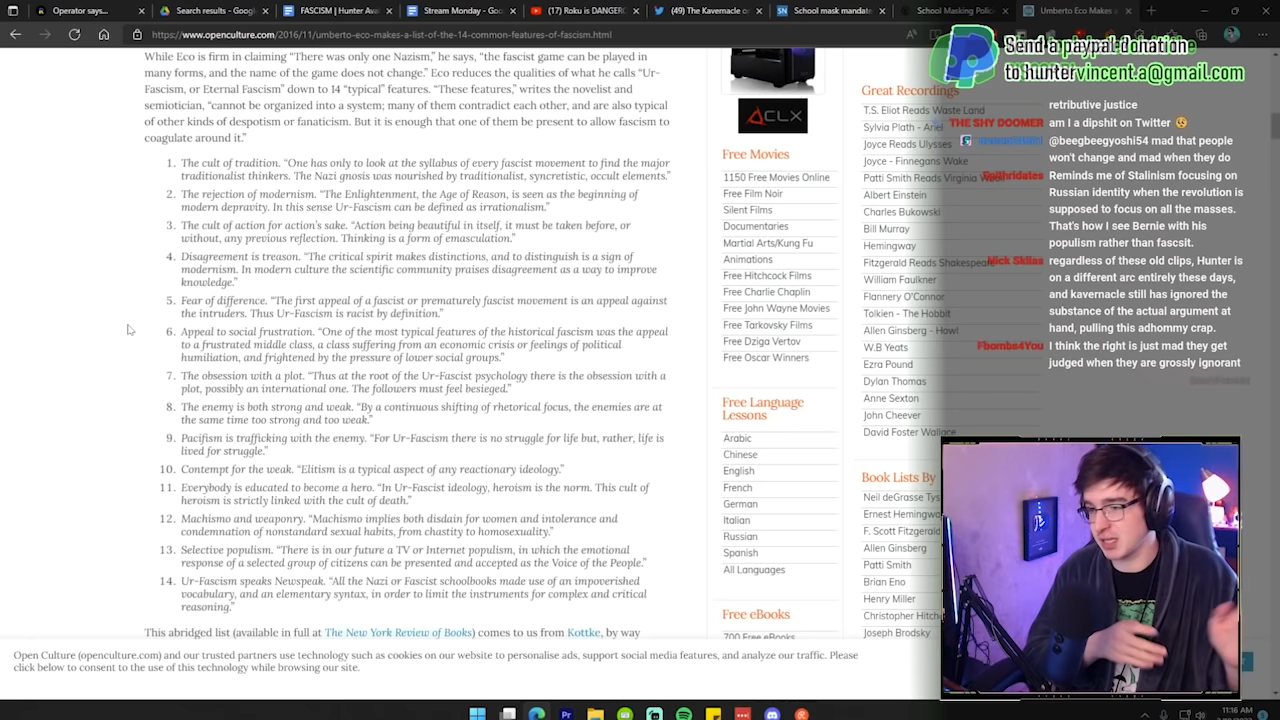 Operator says...
Search results - Google
FASCISM | Hunter Ava
Stream Monday - Go
(17) Roku is DANGERO
(49) The Kavernacle on
School mask mandate
School Masking Policie
Umberto Eco Makes a
https://www.openculture.com/2016/11/umberto-eco-makes-a-list-of-the-14-common-features-of-fascism.html
While Eco is firm in claiming “There was only one Nazism,” he says, “the fascist game can be played in
many forms, and the name of the game does not change.” Eco reduces the qualities of what he calls “Ur-
Fascism, or Eternal Fascism” down to 14 “typical” features. “These features,” writes the novelist and
semiotician, “cannot be organized into a system; many of them contradict each other, and are also typical
of other kinds of despotism or fanaticism. But it is enough that one of them be present to allow fascism to
coagulate around it.”
1. The cult of tradition. “One has only to look at the syllabus of every fascist movement to find the major
traditionalist thinkers. The Nazi gnosis was nourished by traditionalist, syncretistic, occult elements.”
2. The rejection of modernism. “The Enlightenment, the Age of Reason, is seen as the beginning of
modern depravity. In this sense Ur-Fascism can be defined as irrationalism.”
3. The cult of action for action’s sake. “Action being beautiful in itself, it must be taken before, or
without, any previous reflection. Thinking is a form of emasculation.”
4. Disagreement is treason. “The critical spirit makes distinctions, and to distinguish is a sign of
modernism. In modern culture the scientific community praises disagreement as a way to improve
knowledge.”
5. Fear of difference. “The first appeal of a fascist or prematurely fascist movement is an appeal against
the intruders. Thus Ur-Fascism is racist by definition.”
6. Appeal to social frustration. “One of the most typical features of the historical fascism was the appeal
to a frustrated middle class, a class suffering from an economic crisis or feelings of political
humiliation, and frightened by the pressure of lower social groups.”
7. The obsession with a plot. “Thus at the root of the Ur-Fascist psychology there is the obsession with a
plot, possibly an international one. The followers must feel besieged.”
8. The enemy is both strong and weak. “By a continuous shifting of rhetorical focus, the enemies are at
the same time too strong and too weak.”
9. Pacifism is trafficking with the enemy. “For Ur-Fascism there is no struggle for life but, rather, life is
lived for struggle.”
10. Contempt for the weak. “Elitism is a typical aspect of any reactionary ideology.”
11. Everybody is educated to become a hero. “In Ur-Fascist ideology, heroism is the norm. This cult of
heroism is strictly linked with the cult of death.”
12. Machismo and weaponry. “Machismo implies both disdain for women and intolerance and
condemnation of nonstandard sexual habits, from chastity to homosexuality.”
13. Selective populism. “There is in our future a TV or Internet populism, in which the emotional
response of a selected group of citizens can be presented and accepted as the Voice of the People.”
14. Ur-Fascism speaks Newspeak. “All the Nazi or Fascist schoolbooks made use of an impoverished
vocabulary, and an elementary syntax, in order to limit the instruments for complex and critical
reasoning.”
This abridged list (available in full at The New York Review of Books) comes to us from Kottke, by way
ACLX
Free Movies
1150 Free Movies Online
Free Film Noir
Silent Films
Documentaries
Martial Arts/Kung Fu
Animations
Free Hitchcock Films
Free Charlie Chaplin
Free John Wayne Movies
Free Tarkovsky Films
Free Dziga Vertov
Free Oscar Winners
Free Language
Lessons
Arabic
Chinese
English
French
German
Italian
Russian
Spanish
All Languages
Free eBooks
700 Free eBooks
Great Recordings
T.S. Eliot Reads Waste Land
Sylvia Plath - Ariel
Joyce Reads Ulysses
Joyce - Finnegans Wake
Patti Smith Reads Virginia
Albert Einstein
Charles Bukowski
Bill Murray
Hemingway
Fitzgerald Reads Shakespeare
William Faulkner
Flannery O'Connor
Tolkien - The Hobbit
Allen Ginsberg - Howl
W.B Yeats
Ezra Pound
Dylan Thomas
Anne Sexton
John Cheever
David Foster Wallace
Book Lists By
Neil deGrasse Tys
Ernest Hemingway
F. Scott Fitzgerald
Allen Ginsberg
Patti Smith
Brian Eno
Henry Miller
Christopher Hitch
Joseph Brodsky
Send a paypal donation
to huntervincent.a@gmail.com
retributive justice
THE SHY DOOMER
am I a dipshit on Twitter
@beegbeegyoshi54 mad that people
won't change and mad when they do
Reminds me of Stalinism focusing on
Russian identity when the revolution is
supposed to focus on all the masses.
That's how I see Bernie with his
populism rather than fascsit.
Nick Sklias
regardless of these old clips, Hunter is
on a different arc entirely these days,
and kavernacle still has ignored the
substance of the actual argument at
hand, pulling this adhommy crap.
Fbombs4You
I think the right is just mad they get
judged when they are grossly ignorant
Open Culture (openculture.com) and our trusted partners use technology such as cookies on our website to personalise ads, support social media features, and analyze our traffic. Please
click below to consent to the use of this technology while browsing our site.
11:16 AM